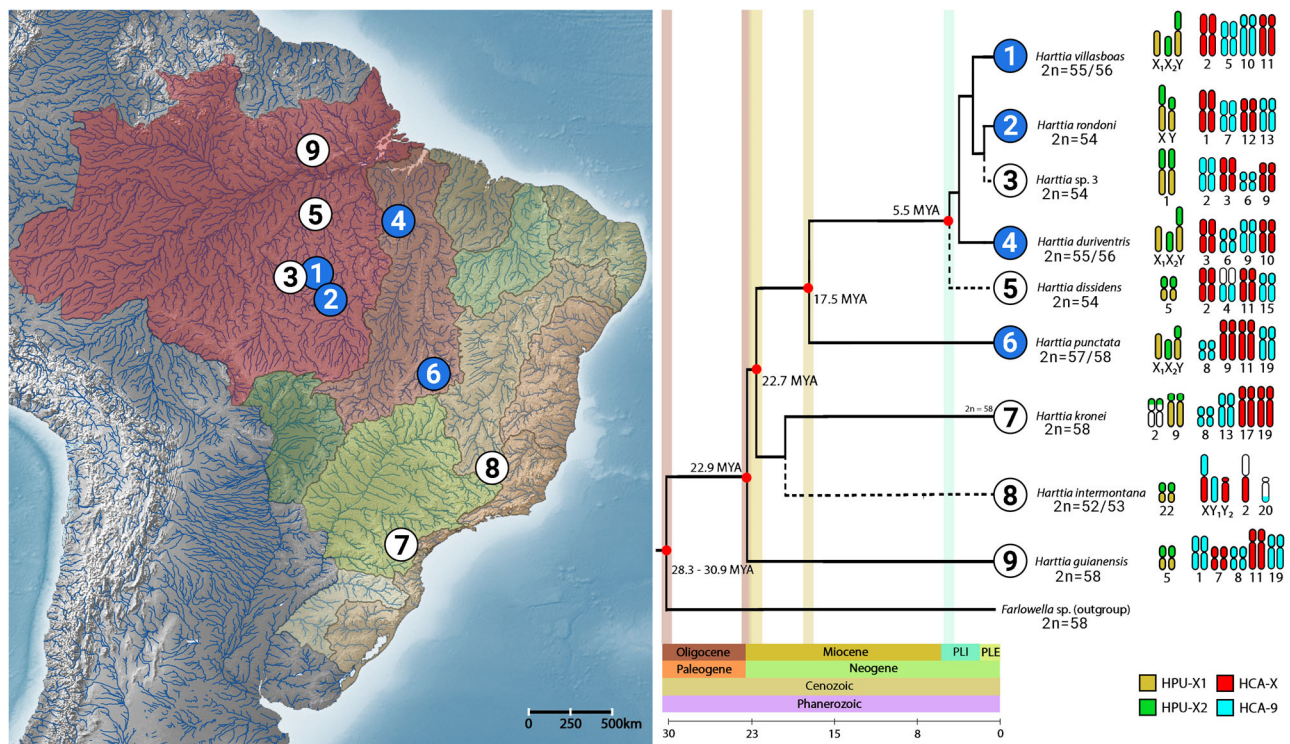 9
5
4
3
1
2
6
8
7
0 250 500km
1
Harttia villasboas
2n=55/56
X₁X₂Y 2 5 10 11
2
Harttia rondoni
2n=54
X Y 1 7 12 13
3
Harttia sp. 3
2n=54
1 2 3 6 9
5.5 MYA
4
Harttia duriventris
2n=55/56
X₁X₂Y 3 6 9 10
5
Harttia dissidens
2n=54
5 2 4 11 15
17.5 MYA
6
Harttia punctata
2n=57/58
X₁X₂Y 8 9 11 19
22.7 MYA
2n = 58
7
Harttia kronei
2n=58
2 9 8 13 17 19
22.9 MYA
8
Harttia intermontana
2n=52/53
22 XY₁Y₂ 2 20
9
Harttia guianensis
2n=58
5 1 7 8 11 19
28.3 - 30.9 MYA
Farlowella sp. (outgroup)
2n=58
Oligocene Miocene PLI PLE
Paleogene Neogene
Cenozoic
Phanerozoic
30 23 15 8 0
HPU-X1 HCA-X
HPU-X2 HCA-9